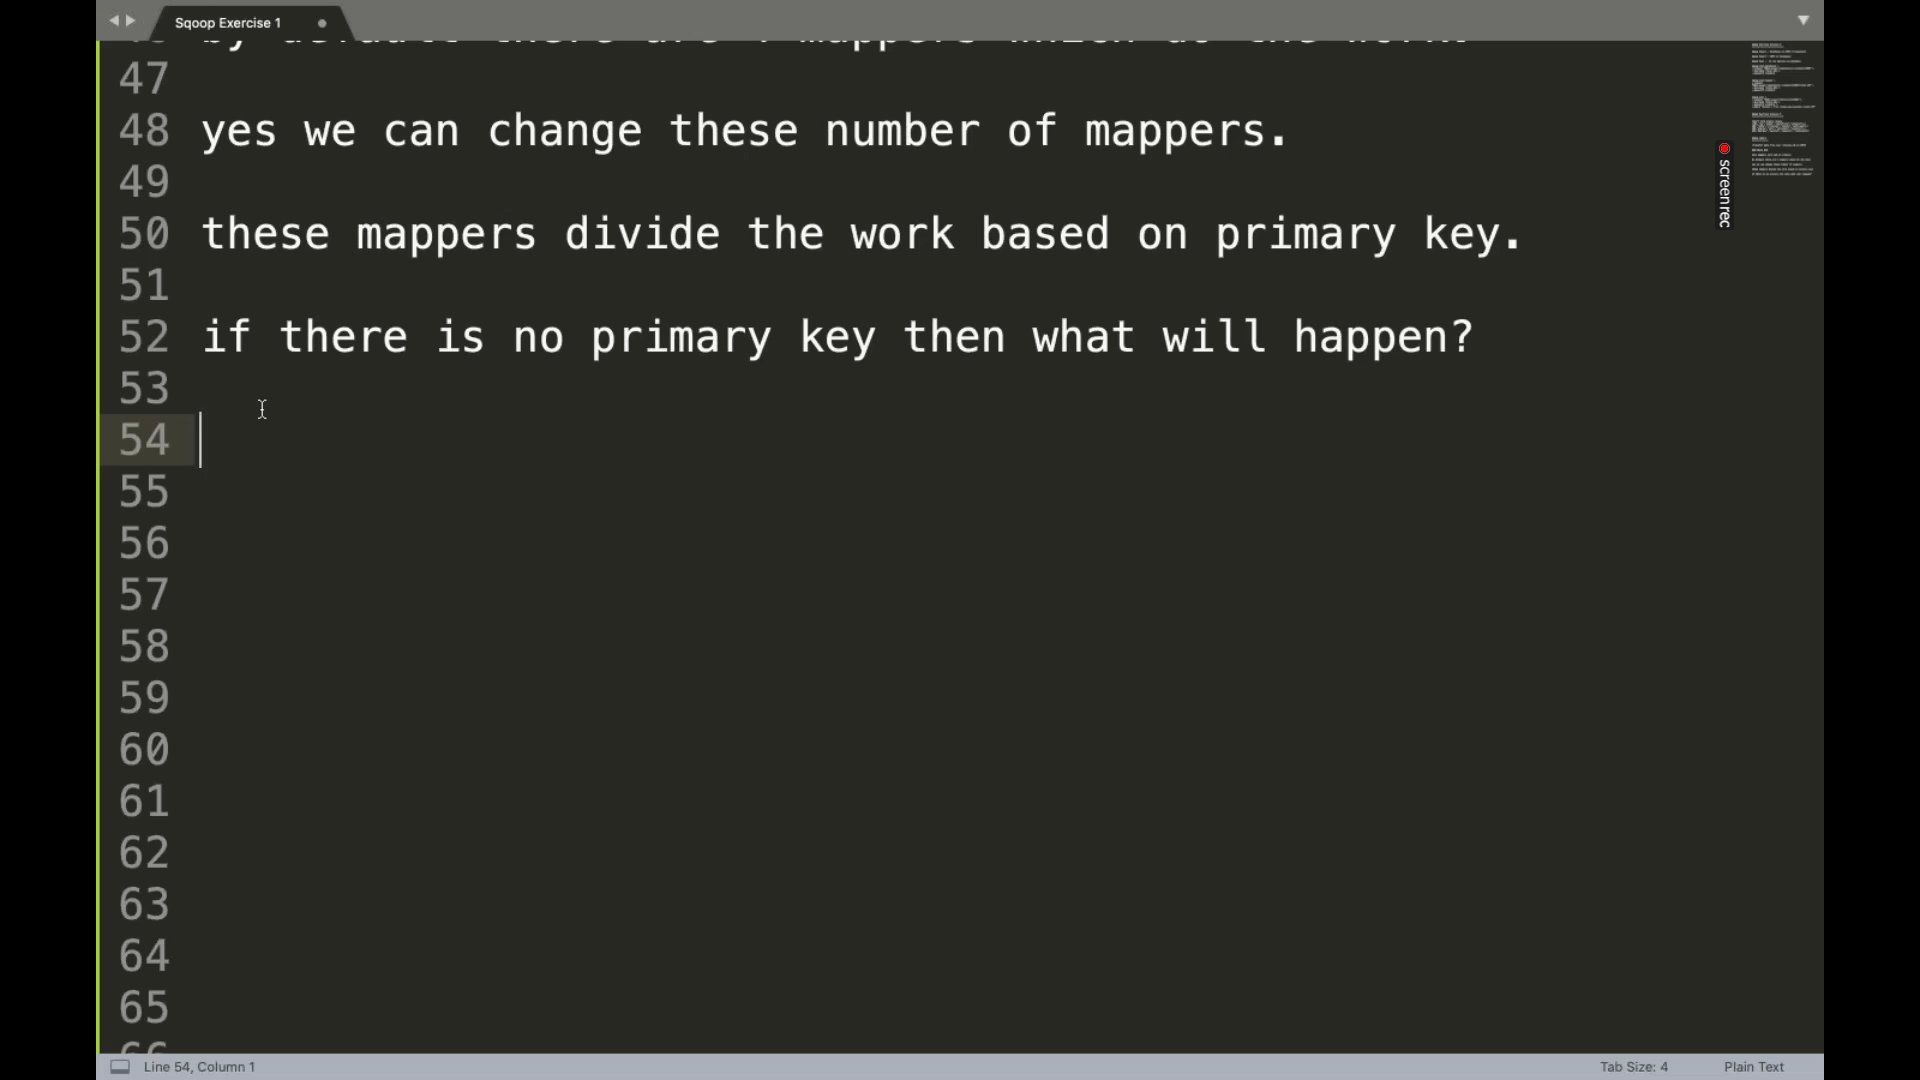 Sqoop Exercise 1
47
48 yes we can change these number of mappers.
49
50 these mappers divide the work based on primary key.
51
52 if there is no primary key then what will happen?
53
54
55
56
57
58
59
60
61
62
63
64
65
screenrec
Line 54, Column 1
Tab Size: 4
Plain Text